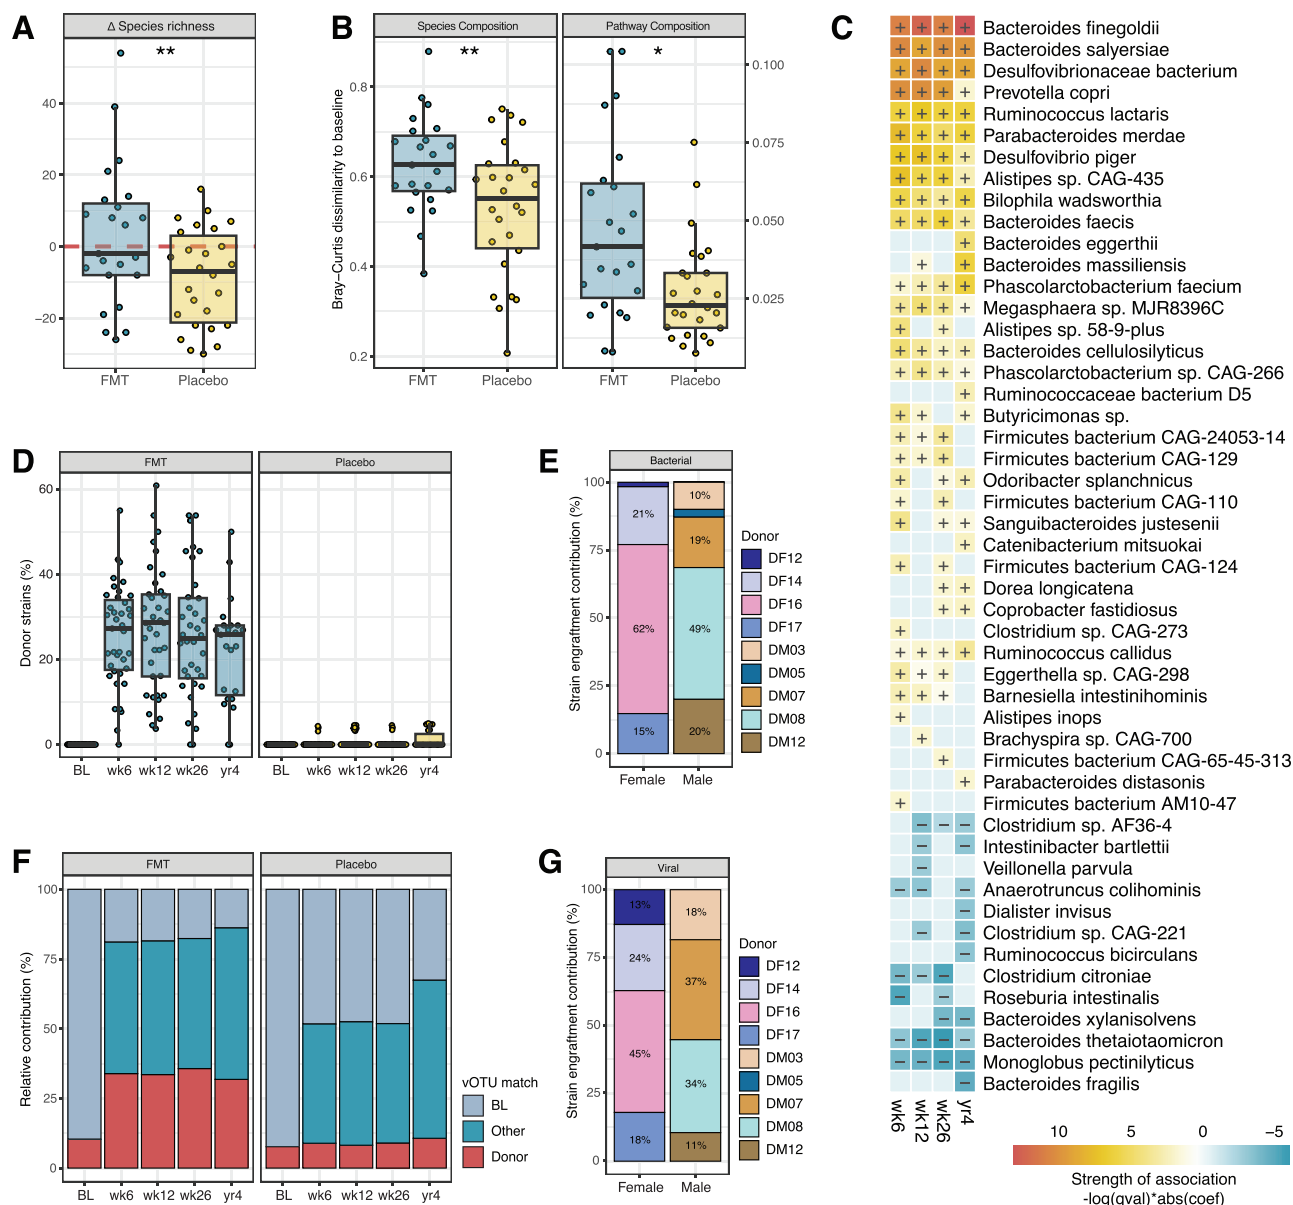 A
Δ Species richness
**
40
20
0
−20
FMT
Placebo
B
Species Composition
Pathway Composition
**
*
Bray−Curtis dissimilarity to baseline
0.8
0.6
0.4
0.2
0.100
0.075
0.050
0.025
FMT
Placebo
FMT
Placebo
C
Bacteroides finegoldii
Bacteroides salyersiae
Desulfovibrionaceae bacterium
Prevotella copri
Ruminococcus lactaris
Parabacteroides merdae
Desulfovibrio piger
Alistipes sp. CAG-435
Bilophila wadsworthia
Bacteroides faecis
Bacteroides eggerthii
Bacteroides massiliensis
Phascolarctobacterium faecium
Megasphaera sp. MJR8396C
Alistipes sp. 58-9-plus
Bacteroides cellulosilyticus
Phascolarctobacterium sp. CAG-266
Ruminococcaceae bacterium D5
Butyricimonas sp.
Firmicutes bacterium CAG-24053-14
Firmicutes bacterium CAG-129
Odoribacter splanchnicus
Firmicutes bacterium CAG-110
Sanguibacteroides justesenii
Catenibacterium mitsuokai
Firmicutes bacterium CAG-124
Dorea longicatena
Coprobacter fastidiosus
Clostridium sp. CAG-273
Ruminococcus callidus
Eggerthella sp. CAG-298
Barnesiella intestinihominis
Alistipes inops
Brachyspira sp. CAG-700
Firmicutes bacterium CAG-65-45-313
Parabacteroides distasonis
Firmicutes bacterium AM10-47
Clostridium sp. AF36-4
Intestinibacter bartlettii
Veillonella parvula
Anaerotruncus colihominis
Dialister invisus
Clostridium sp. CAG-221
Ruminococcus bicirculans
Clostridium citroniae
Roseburia intestinalis
Bacteroides xylanisolvens
Bacteroides thetaiotaomicron
Monoglobus pectinilyticus
Bacteroides fragilis
wk6
wk12
wk26
yr4
10
5
0
−5
Strength of association
-log(qval)*abs(coef)
D
FMT
Placebo
Donor strains (%)
60
40
20
0
BL
wk6
wk12
wk26
yr4
BL
wk6
wk12
wk26
yr4
E
Bacterial
Strain engraftment contribution (%)
100
75
50
25
0
21%
62%
15%
10%
19%
49%
20%
Female
Male
Donor
DF12
DF14
DF16
DF17
DM03
DM05
DM07
DM08
DM12
F
FMT
Placebo
Relative contribution (%)
100
75
50
25
0
BL
wk6
wk12
wk26
yr4
BL
wk6
wk12
wk26
yr4
vOTU match
BL
Other
Donor
G
Viral
Strain engraftment contribution (%)
100
75
50
25
0
13%
24%
45%
18%
18%
37%
34%
11%
Female
Male
Donor
DF12
DF14
DF16
DF17
DM03
DM05
DM07
DM08
DM12